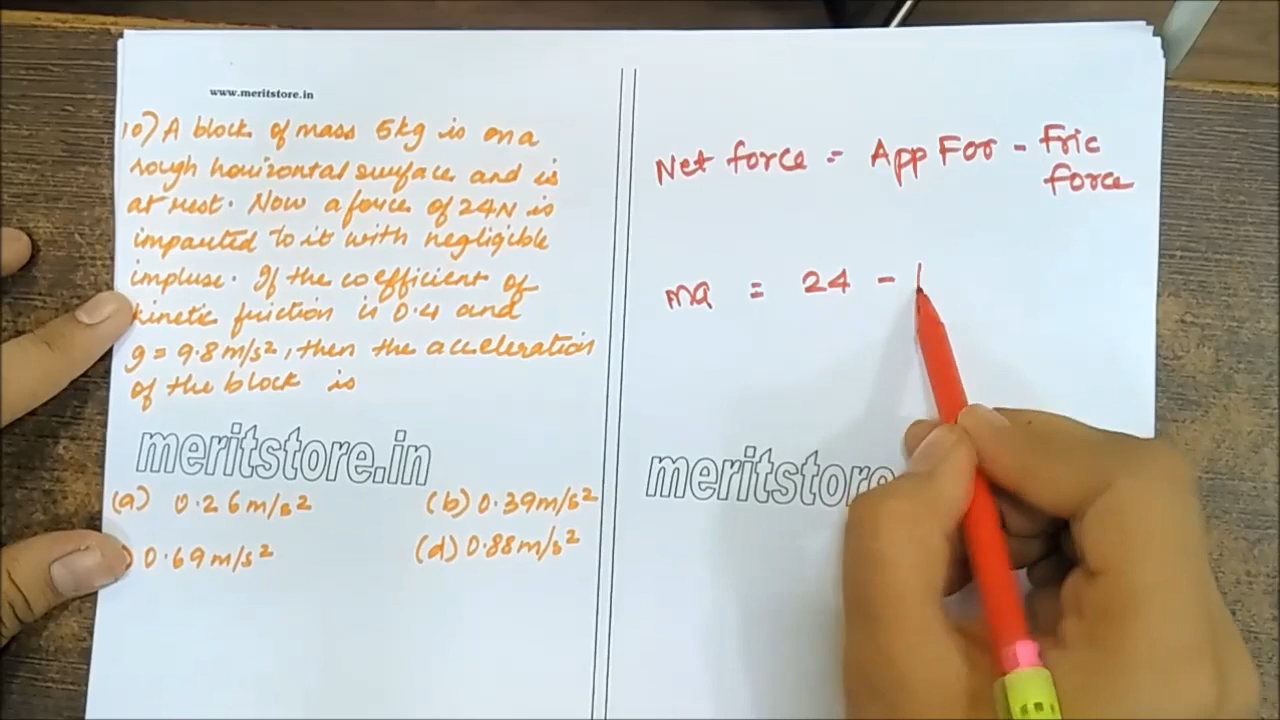 www.meritstore.in
10) A block of mass 5kg is on a
rough horizontal surface and is
at rest. Now a force of 24N is
imparted to it with negligible
impluse. If the coefficient of
kinetic friction is 0.4 and
g = 9.8 m/s², then the acceleration
of the block is
meritstore.in
(a) 0.26 m/s² (b) 0.39 m/s²
) 0.69 m/s² (d) 0.88 m/s²
Net force = App For - Fric
force
ma = 24 -
meritstore